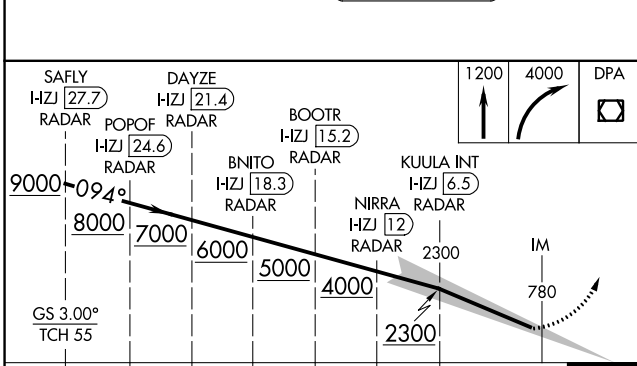 1200
4000
DPA
SAFLY
I-IZJ 27.7
RADAR
POPOF
I-IZJ 24.6
RADAR
DAYZE
I-IZJ 21.4
RADAR
BNITO
I-IZJ 18.3
RADAR
BOOTR
I-IZJ 15.2
RADAR
NIRRA
I-IZJ 12
RADAR
KUULA INT
I-IZJ 6.5
RADAR
2300
IM
780
9000
094°
8000
7000
6000
5000
4000
2300
GS 3.00°
TCH 55